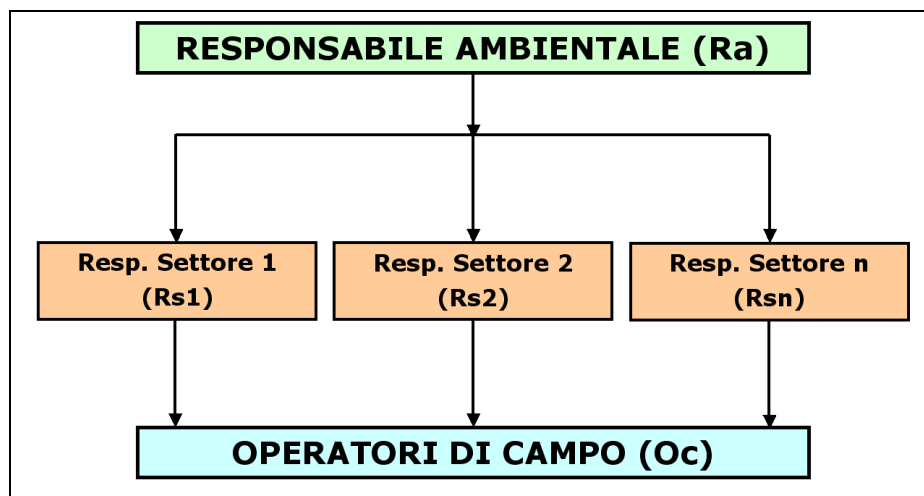 RESPONSABILE AMBIENTALE (Ra)
Resp. Settore 1
(Rs1)
Resp. Settore 2
(Rs2)
Resp. Settore n
(Rsn)
OPERATORI DI CAMPO (Oc)